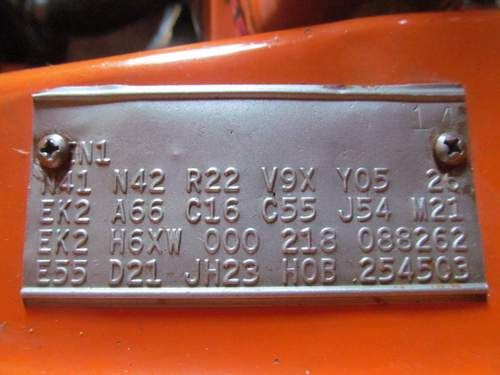 14
EN1
N41 N42 R22 V9X Y05 26
EK2 A66 C16 C55 J54 M21
EK2 H6XW 000 218 088262
E55 D21 JH23 H0B 254503